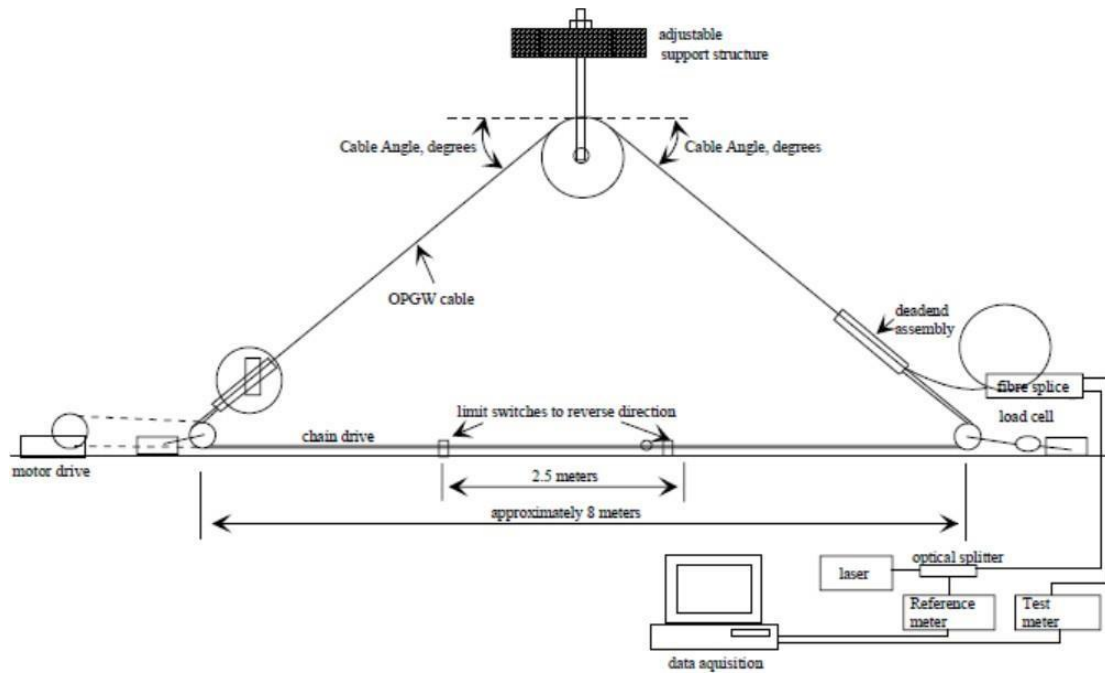 adjustable
support structure
Cable Angle, degrees
Cable Angle, degrees
OPGW cable
deadend
assembly
fibre splice
limit switches to reverse direction
load cell
chain drive
motor drive
2.5 meters
approximately 8 meters
optical splitter
laser
Reference
meter
Test
meter
data aquisition